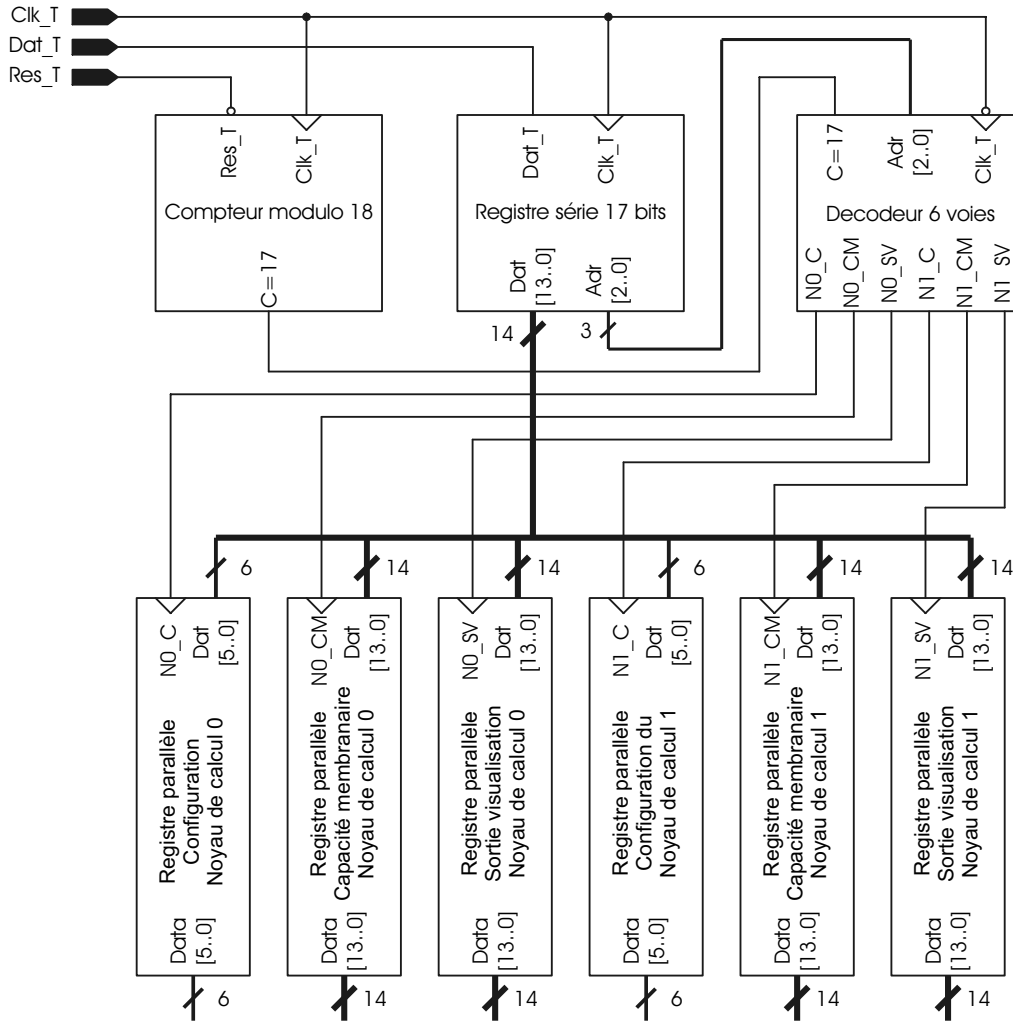 Clk_T
Dat_T
Res_T
Res_T
Clk_T
Compteur modulo 18
C=17
Dat_T
Clk_T
Registre série 17 bits
Dat
[13..0]
Adr
[2..0]
C=17
Adr
[2..0]
Clk_T
Decodeur 6 voies
N0_C
N0_CM
N0_SV
N1_C
N1_CM
N1_SV
14
3
6
14
14
6
14
14
N0_C
Dat
[5..0]
Registre parallèle
Configuration
Noyau de calcul 0
Data
[5..0]
N0_CM
Dat
[13..0]
Registre parallèle
Capacité membranaire
Noyau de calcul 0
Data
[13..0]
N0_SV
Dat
[13..0]
Registre parallèle
Sortie visualisation
Noyau de calcul 0
Data
[13..0]
N1_C
Dat
[5..0]
Registre parallèle
Configuration du
Noyau de calcul 1
Data
[5..0]
N1_CM
Dat
[13..0]
Registre parallèle
Capacité membranaire
Noyau de calcul 1
Data
[13..0]
N1_SV
Dat
[13..0]
Registre parallèle
Sortie visualisation
Noyau de calcul 1
Data
[13..0]
6
14
14
6
14
14